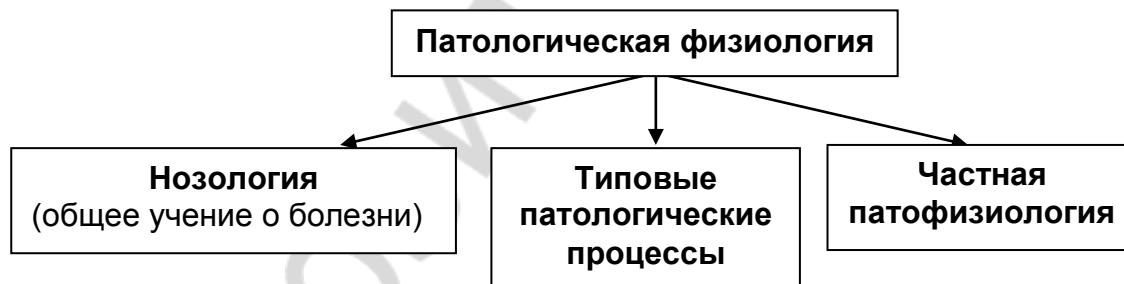 Патологическая физиология
Нозология
(общее учение о болезни)
Типовые
патологические
процессы
Частная
патофизиология